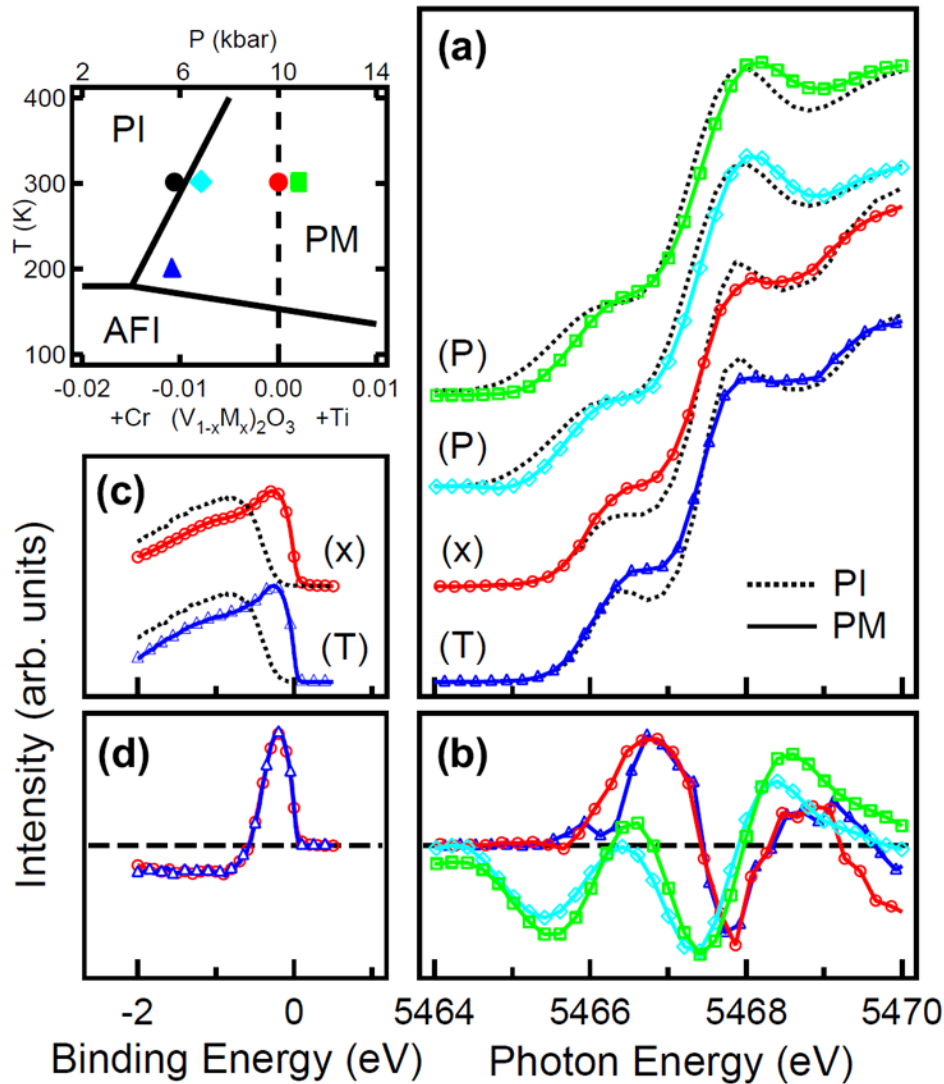 P (kbar)
2 6 10 14
400
300
200
100
T (K)
PI
PM
AFI
-0.02 -0.01 0.00 0.01
+Cr (V1-xMx)2O3 +Ti
(a)
(P)
(P)
(x)
(T)
PI
PM
(c)
(x)
(T)
(d)
(b)
Intensity (arb. units)
-2 0
5464 5466 5468 5470
Binding Energy (eV)
Photon Energy (eV)